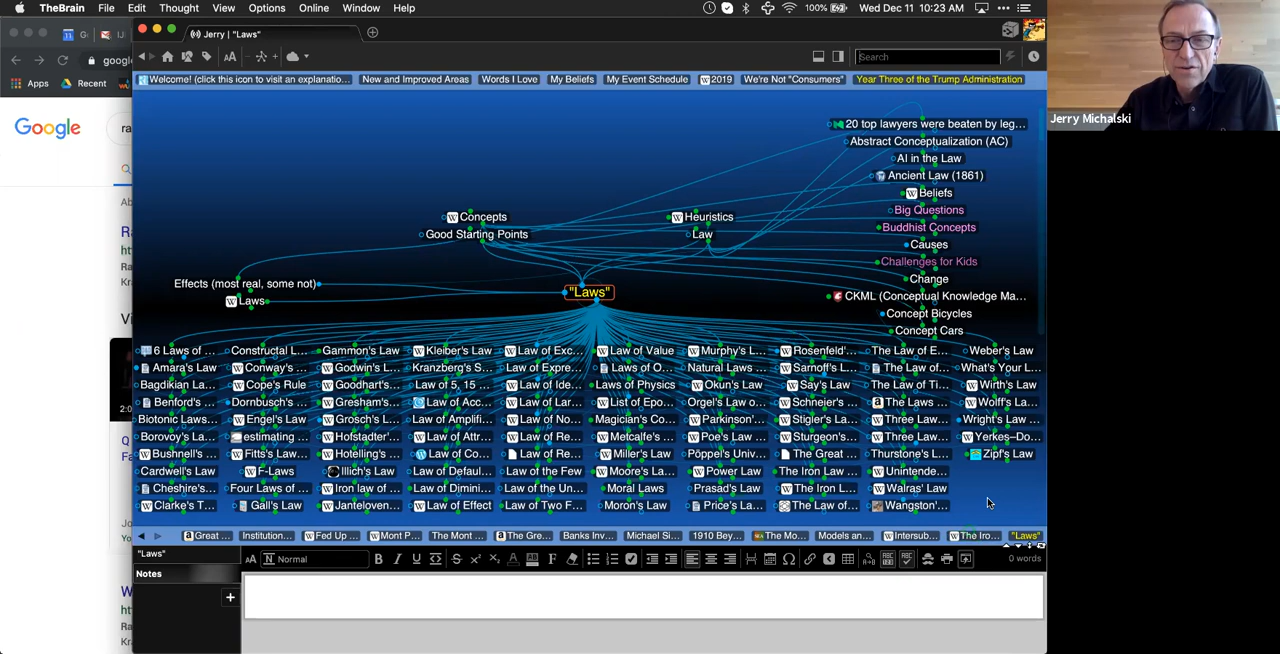 TheBrain File Edit Thought View Options Online Window Help 100% Wed Dec 11 10:23 AM
Jerry | "Laws"
Search
Welcome! (click this icon to view an explanatio... New and Improved Areas Words I Love My Beliefs My Event Schedule 2019 We're Not "Consumers" Year Three of the Trump Administration
Apps Recent
Google
Jerry Michalski
20 top lawyers were beaten by leg...
Abstract Conceptualization (AC)
AI in the Law
Ancient Law (1861)
Beliefs
Big Questions
Buddhist Concepts
Causes
Challenges for Kids
Change
CKML (Conceptual Knowledge Ma...
Concept Bicycles
Concept Cars
Concepts
Good Starting Points
Heuristics
Law
Effects (most real, some not)
Laws
"Laws"
6 Laws of ... Constructal L... Gammon's Law Kleiber's Law Law of Exc... Law of Value Murphy's L... Rosenfeld'... The Law of E... Weber's Law
Amara's Law Conway's ... Godwin's L... Kranzberg's S... Law of Expre... Laws of O... Natural Laws ... Sarnoff's Law The Law of... What's Your L...
Bagdikian La... Cope's Rule Goodhart'... Law of 5, 15 ... Law of Ide... Laws of Physics Okun's Law Say's Law The Law of Ti... Wirth's Law
Benford's ... Dornbusch's ... Gresham's... Law of Acc... Law of Lar... List of Epo... Orgel's Law o... Schneier's ... The Laws ... Wolff's La...
Biotonic Laws... Engel's Law Grosch's L... Law of Amplifi... Law of No... Magician's Co... Parkinson'... Stigler's La... Three Law... Wright's Law ...
Borovoy's La... estimating ... Hofstadter'... Law of Attr... Law of Re... Metcalfe's ... Poe's Law Sturgeon's... Three Law... Yerkes–Do...
Bushnell's ... Fitts's Law... Hotelling's ... Law of Co... Law of Re... Miller's Law Pöppel's Univ... The Great ... Thurstone's L... Zipf's Law
Cardwell's Law F-Laws Illich's Law Law of Defaul... Law of the Few Moore's La... Power Law The Iron Law ... Unintende...
Cheshire's... Four Laws of ... Iron law of ... Law of Dimini... Law of the Un... Moral Laws Prasad's Law The Iron L... Walras' Law
Clarke's T... Gall's Law Janteloven... Law of Effect Law of Two F... Moron's Law Price's La... The Law of... Wangston'...
Great ... Institution... Fed Up ... Mont P... The Mont ... The Gre... Banks Inv... Michael Si... 1910 Bey... The Mo... Models an... Intersub... The Iro... "Laws"
"Laws" Normal B I U S 0 words
Notes